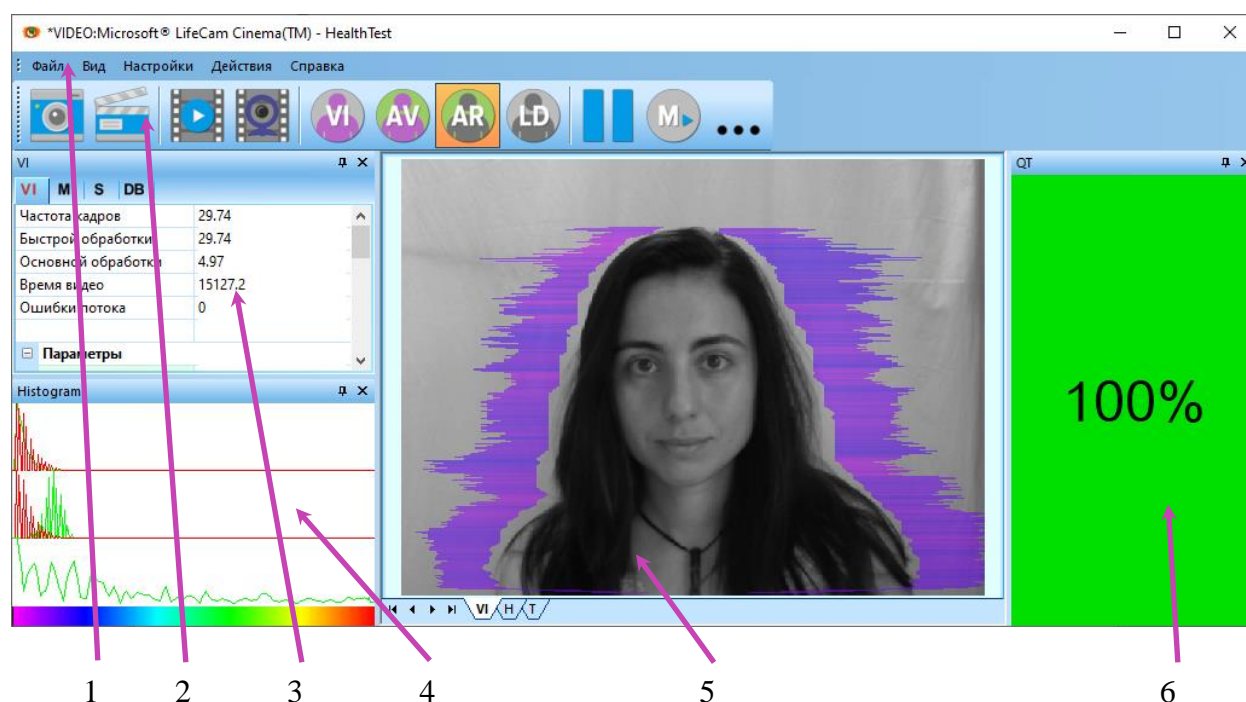 *VIDEO:Microsoft® LifeCam Cinema(TM) - HealthTest
Файл Вид Настройки Действия Справка
VI AV AR LD M
VI
VI M S DB
Частота кадров 29.74
Быстрой обработки 29.74
Основной обработки 4.97
Время видео 15127.2
Ошибки потока 0
Параметры
Histogram
VI H T
QT
100%
1 2 3 4 5 6